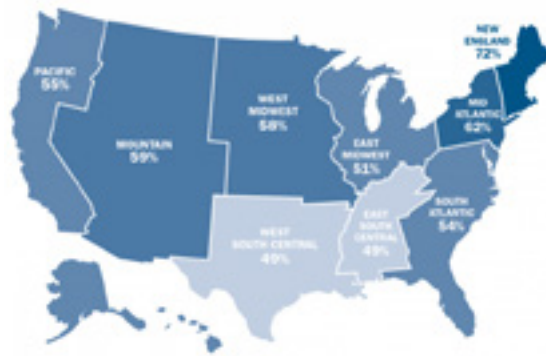 NEW
ENGLAND
72%
PACIFIC
55%
WEST
MIDWEST
58%
MID
ATLANTIC
62%
MOUNTAIN
59%
EAST
MIDWEST
51%
SOUTH
ATLANTIC
54%
WEST
SOUTH CENTRAL
49%
EAST
SOUTH
CENTRAL
49%